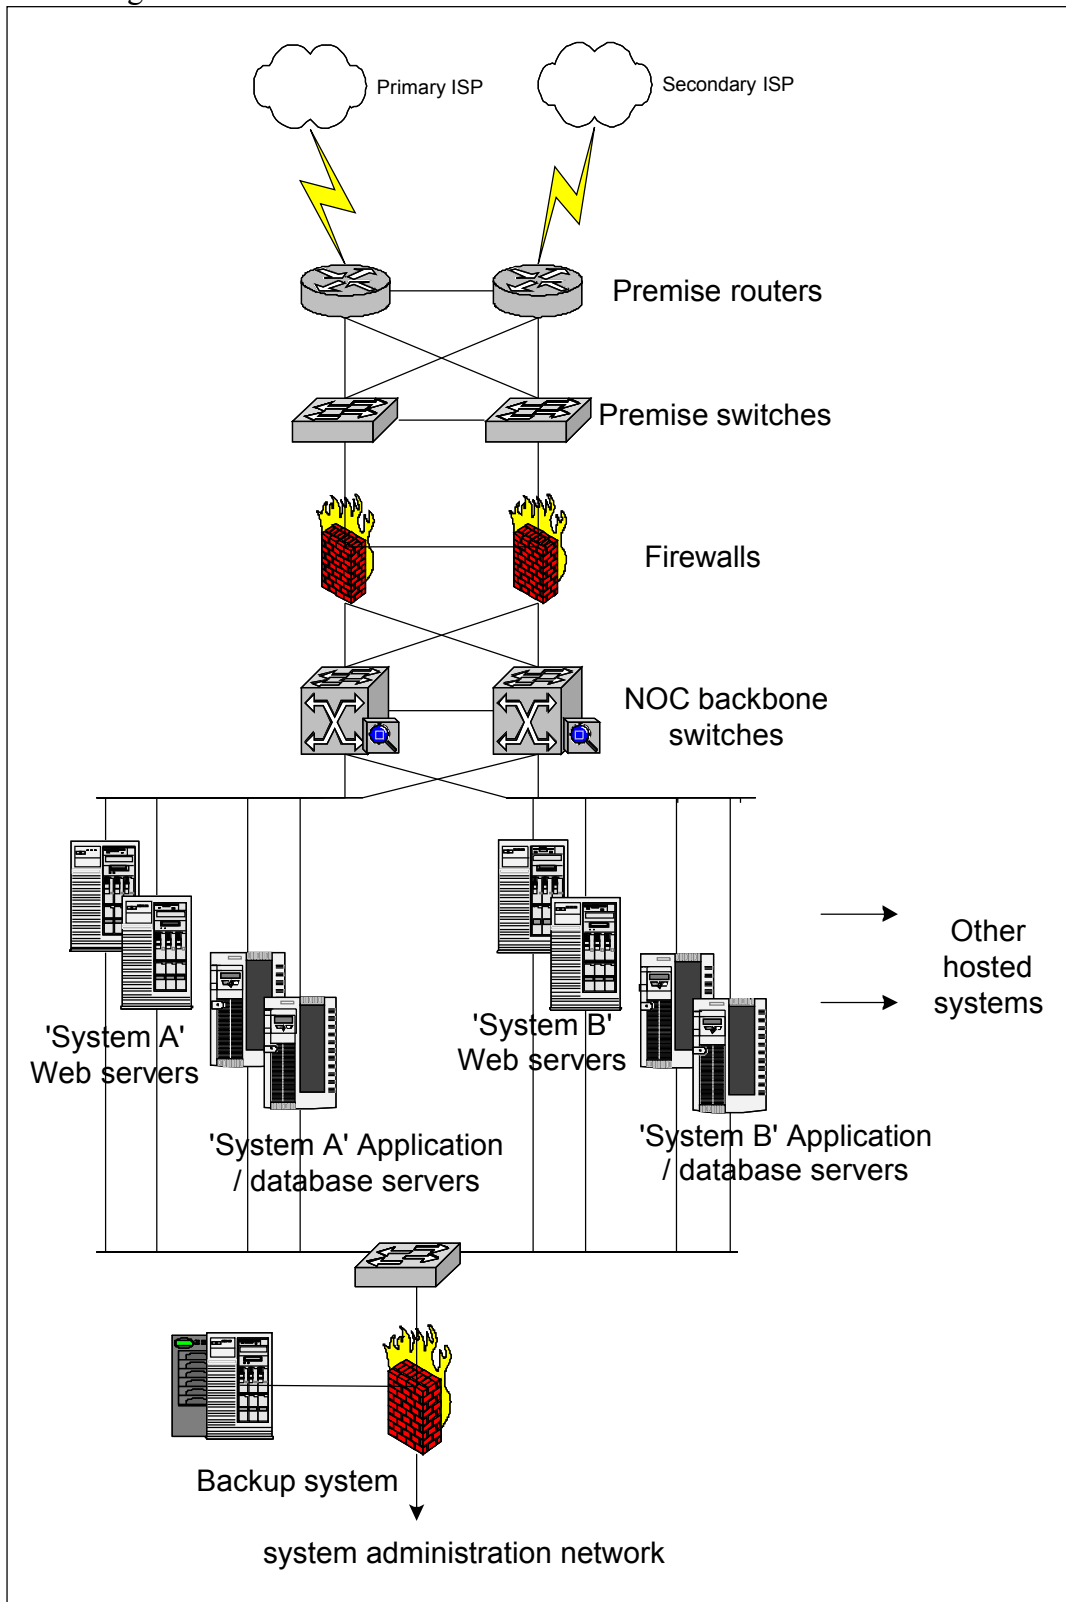 Primary ISP
Secondary ISP
Premise routers
Premise switches
Firewalls
NOC backbone
switches
Other
hosted
systems
'System A'
Web servers
'System B'
Web servers
'System A' Application
/ database servers
'System B' Application
/ database servers
Backup system
system administration network